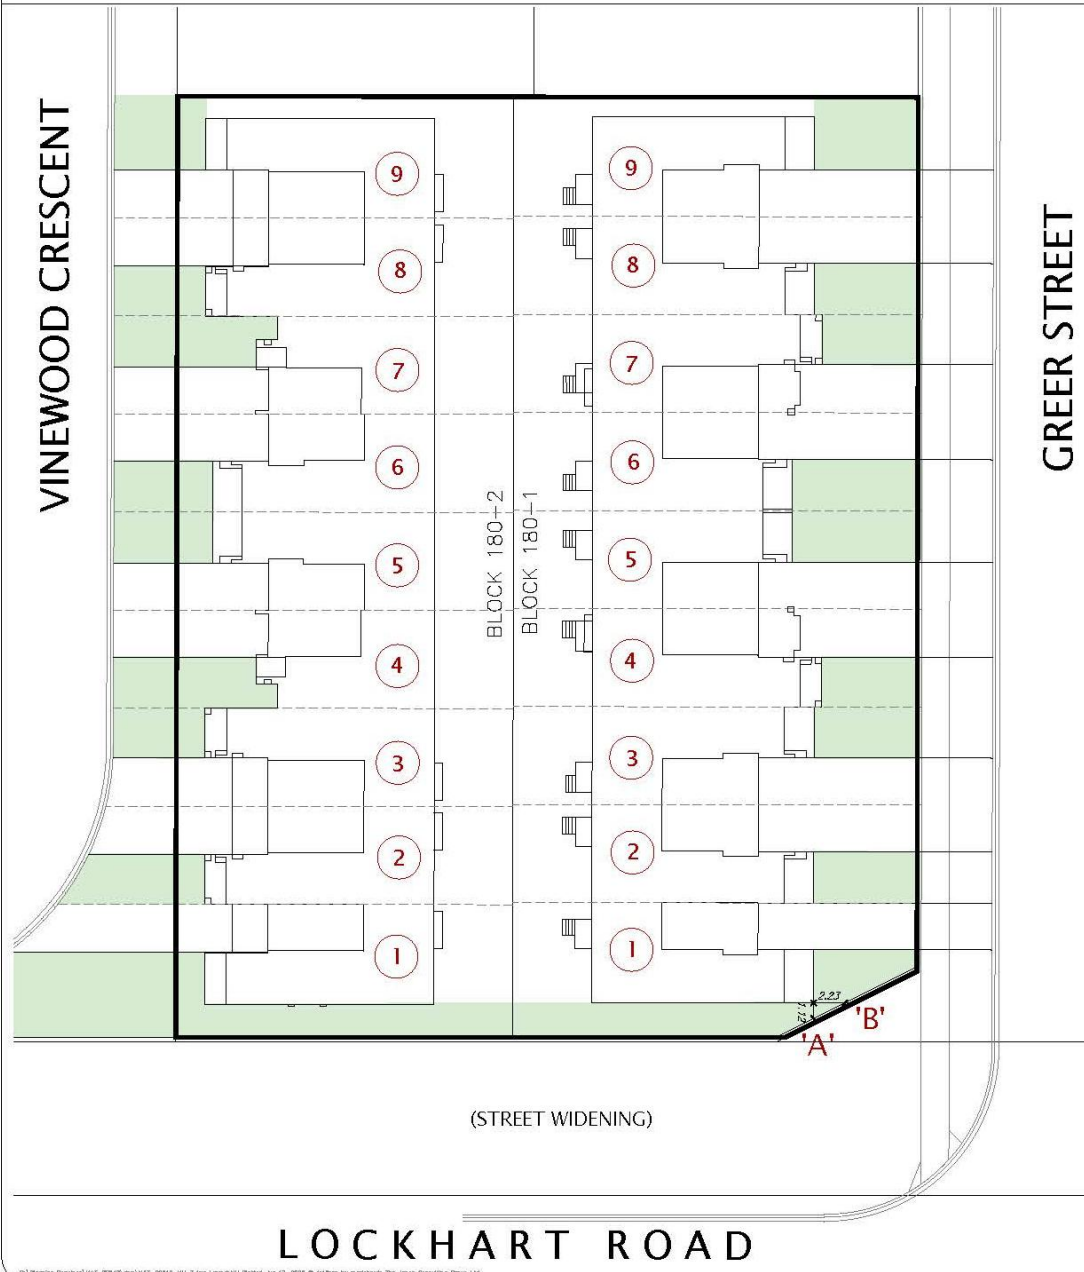 VINEWOOD CRESCENT
GREER STREET
9
9
8
8
7
7
6
6
BLOCK 180-2
BLOCK 180-1
5
5
4
4
3
3
2
2
1
1
2.23
1.12
'B'
'A'
(STREET WIDENING)
LOCKHART ROAD